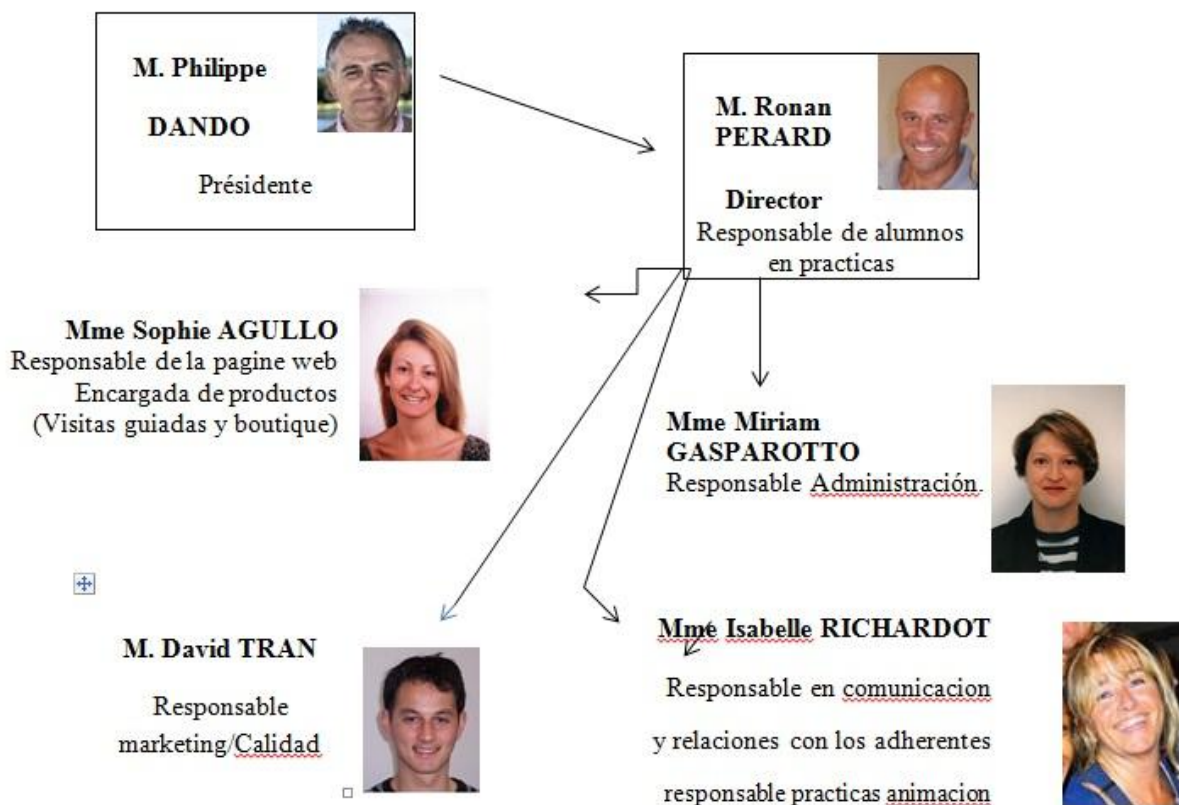 M. Philippe
DANDO
Présidente
M. Ronan
PERARD
Director
Responsable de alumnos
en practicas
Mme Sophie AGULLO
Responsable de la pagine web
Encargada de productos
(Visitas guiadas y boutique)
Mme Miriam
GASPAROTTO
Responsable Administración.
M. David TRAN
Responsable
marketing/Calidad
Mme Isabelle RICHARDOT
Responsable en comunicacion
y relaciones con los adherentes
responsable practicas animacion